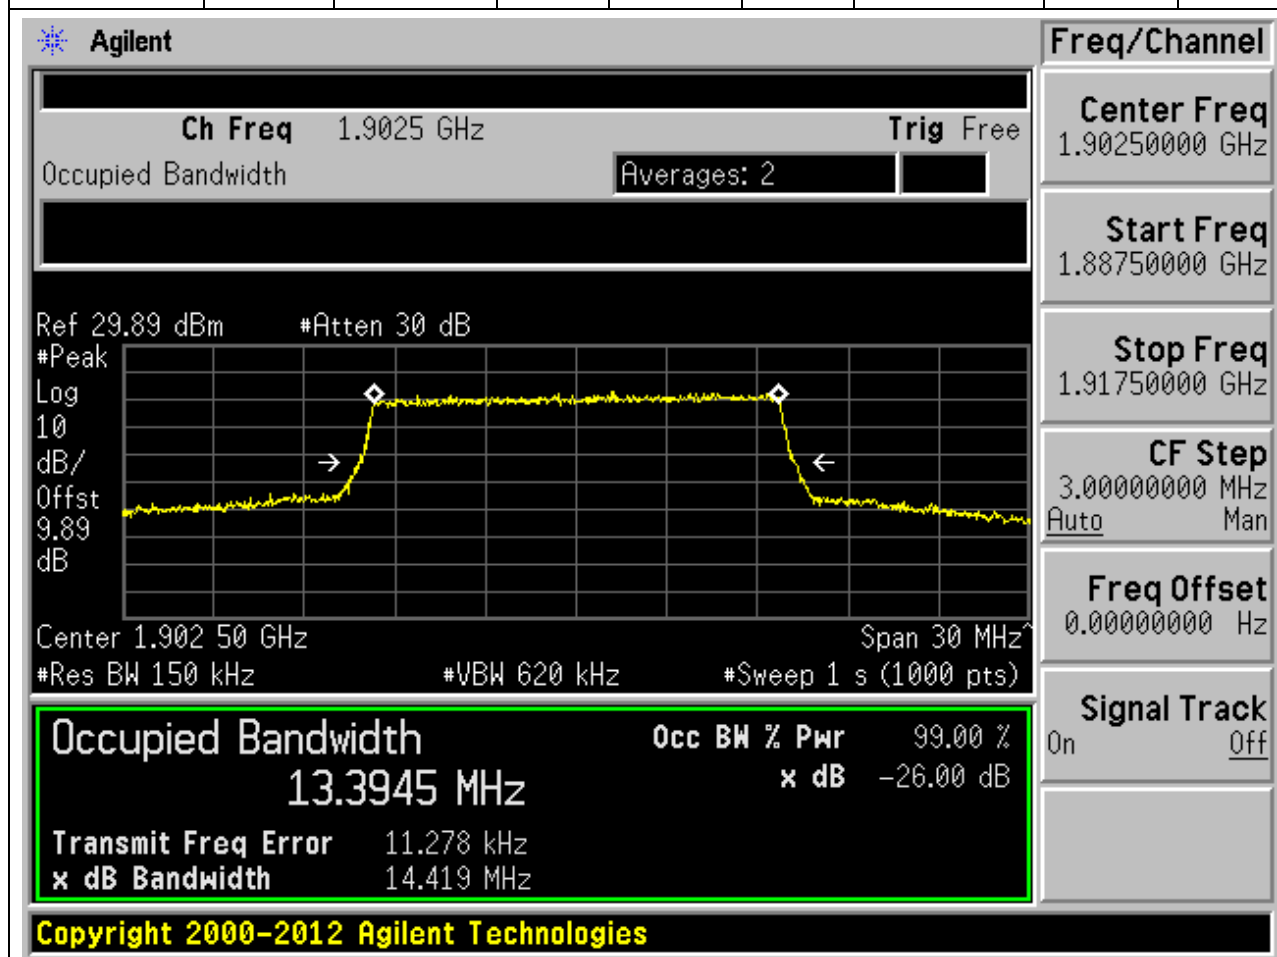 Agilent
Freq/Channel
Ch Freq 1.9025 GHz Trig Free
Occupied Bandwidth Averages: 2
Center Freq
1.90250000 GHz
Start Freq
1.88750000 GHz
Stop Freq
1.91750000 GHz
CF Step
3.00000000 MHz
Auto Man
Freq Offset
0.00000000 Hz
Signal Track
On Off
Ref 29.89 dBm #Atten 30 dB
#Peak
Log
10
dB/
Offst
9.89
dB
Center 1.902 50 GHz Span 30 MHz^
#Res BW 150 kHz #VBW 620 kHz #Sweep 1 s (1000 pts)
Occupied Bandwidth Occ BW % Pwr 99.00 %
13.3945 MHz x dB -26.00 dB
Transmit Freq Error 11.278 kHz
x dB Bandwidth 14.419 MHz
Copyright 2000-2012 Agilent Technologies